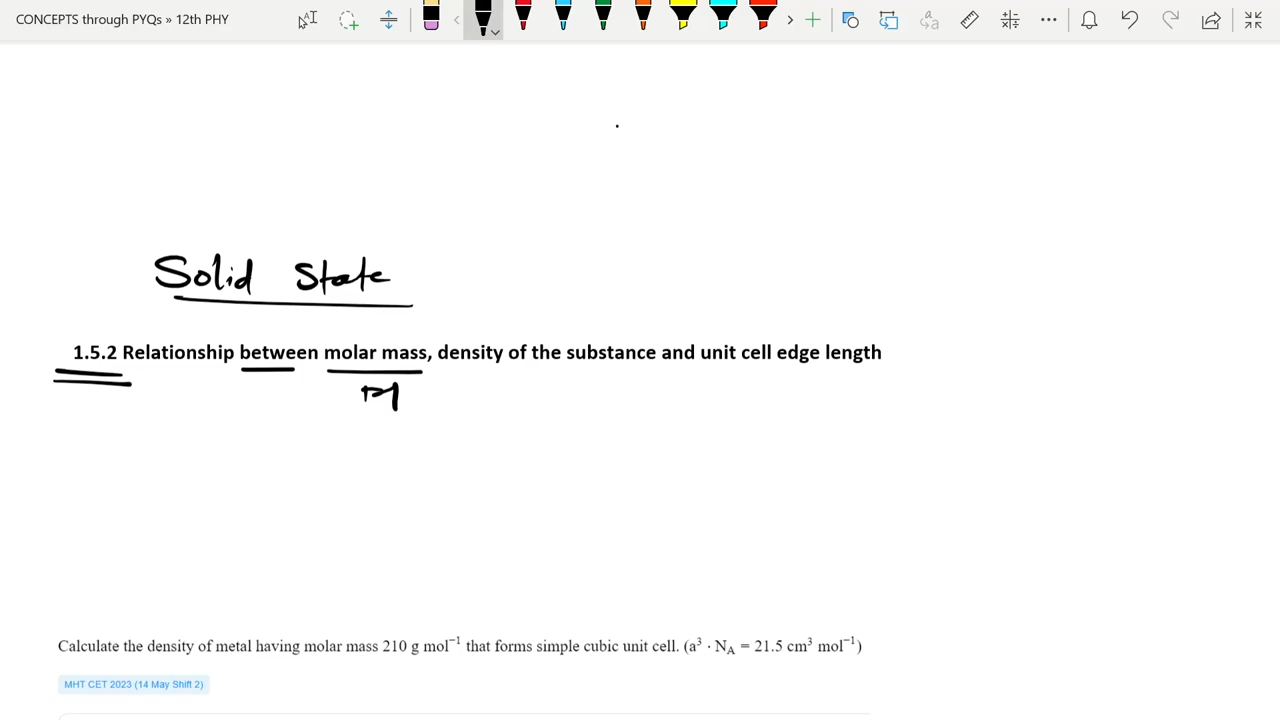 CONCEPTS through PYQs » 12th PHY
Solid State
1.5.2 Relationship between molar mass, density of the substance and unit cell edge length
M
Calculate the density of metal having molar mass 210 g mol⁻¹ that forms simple cubic unit cell. (a³ · N_A = 21.5 cm³ mol⁻¹)
MHT CET 2023 (14 May Shift 2)